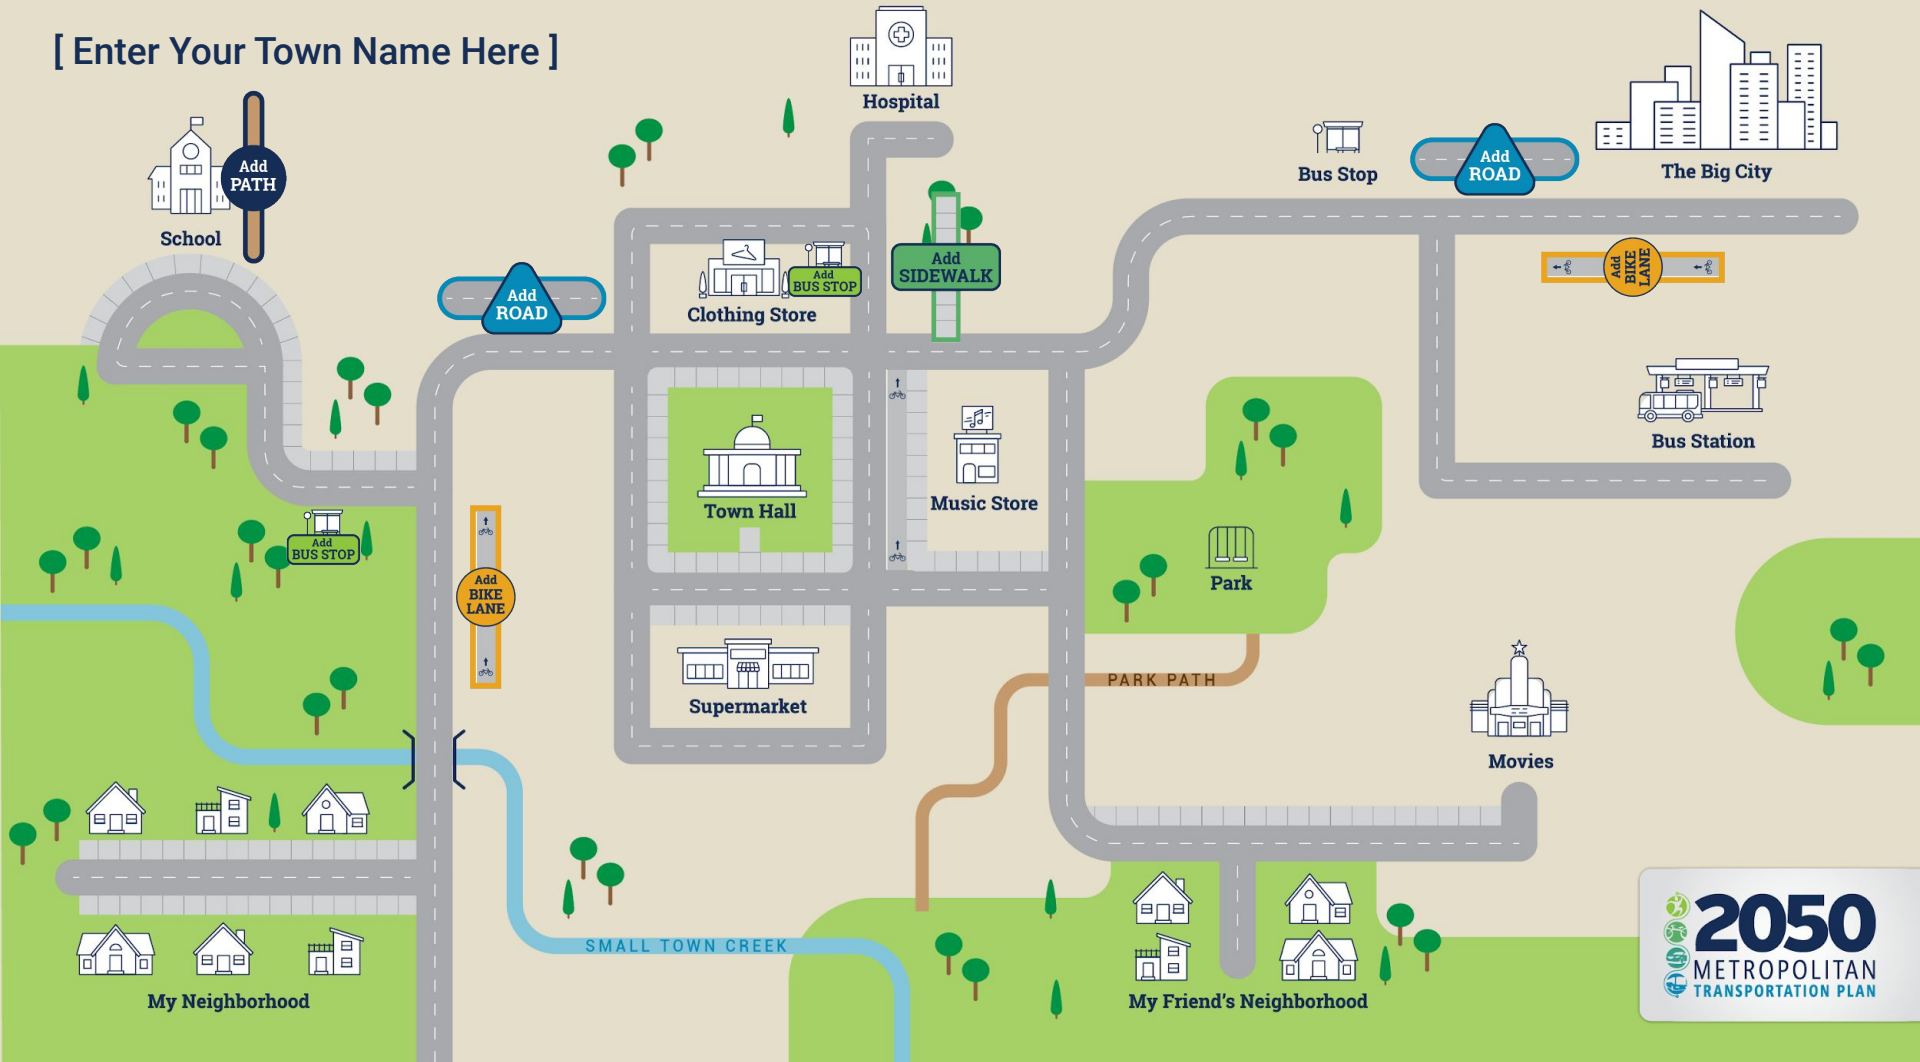 [ Enter Your Town Name Here ]
Hospital
Add
PATH
School
Bus Stop
Add
ROAD
The Big City
Add
ROAD
Add
BUS STOP
Clothing Store
Add
SIDEWALK
Add
BIKE
LANE
Bus Station
Town Hall
Music Store
Add
BUS STOP
Add
BIKE
LANE
Park
Supermarket
PARK PATH
Movies
SMALL TOWN CREEK
My Neighborhood
My Friend's Neighborhood
2050
METROPOLITAN
TRANSPORTATION PLAN